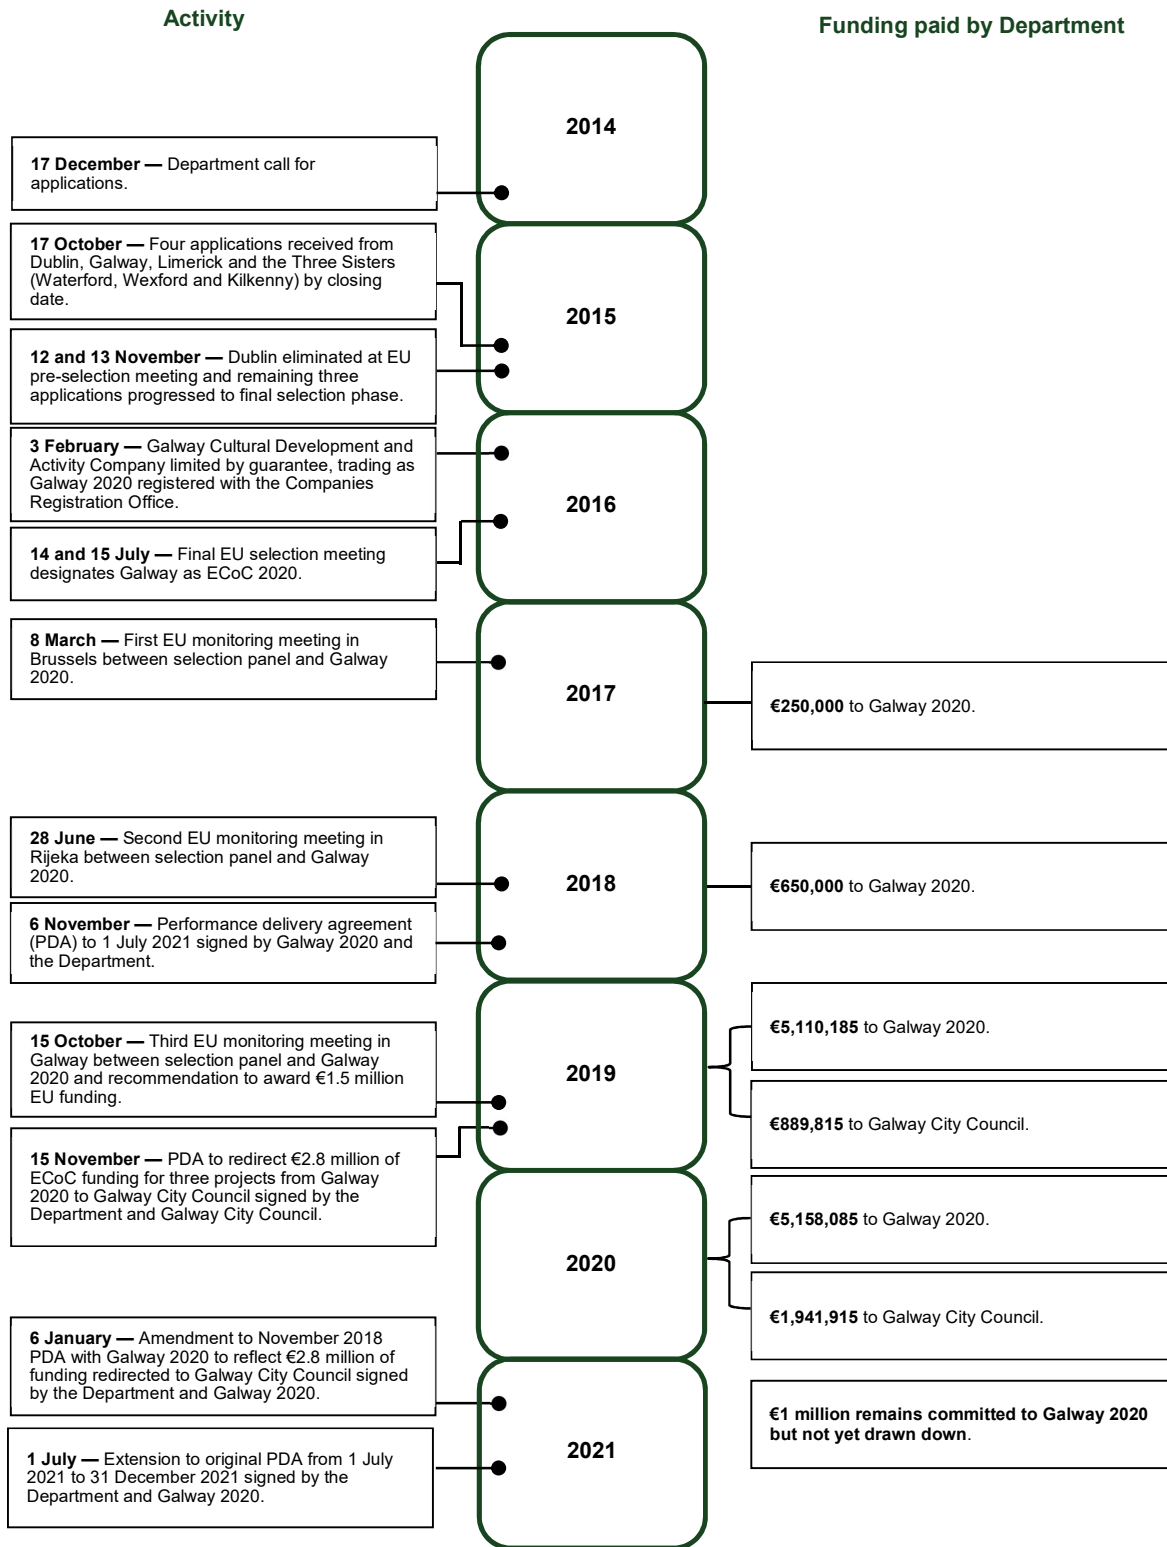 Activity
Funding paid by Department
2014
17 December — Department call for
applications.
2015
17 October — Four applications received from
Dublin, Galway, Limerick and the Three Sisters
(Waterford, Wexford and Kilkenny) by closing
date.
12 and 13 November — Dublin eliminated at EU
pre-selection meeting and remaining three
applications progressed to final selection phase.
2016
3 February — Galway Cultural Development and
Activity Company limited by guarantee, trading as
Galway 2020 registered with the Companies
Registration Office.
14 and 15 July — Final EU selection meeting
designates Galway as ECoC 2020.
2017
8 March — First EU monitoring meeting in
Brussels between selection panel and Galway
2020.
€250,000 to Galway 2020.
2018
28 June — Second EU monitoring meeting in
Rijeka between selection panel and Galway
2020.
6 November — Performance delivery agreement
(PDA) to 1 July 2021 signed by Galway 2020 and
the Department.
€650,000 to Galway 2020.
2019
15 October — Third EU monitoring meeting in
Galway between selection panel and Galway
2020 and recommendation to award €1.5 million
EU funding.
15 November — PDA to redirect €2.8 million of
ECoC funding for three projects from Galway
2020 to Galway City Council signed by the
Department and Galway City Council.
€5,110,185 to Galway 2020.
€889,815 to Galway City Council.
2020
€5,158,085 to Galway 2020.
€1,941,915 to Galway City Council.
2021
6 January — Amendment to November 2018
PDA with Galway 2020 to reflect €2.8 million of
funding redirected to Galway City Council signed
by the Department and Galway 2020.
1 July — Extension to original PDA from 1 July
2021 to 31 December 2021 signed by the
Department and Galway 2020.
€1 million remains committed to Galway 2020
but not yet drawn down.